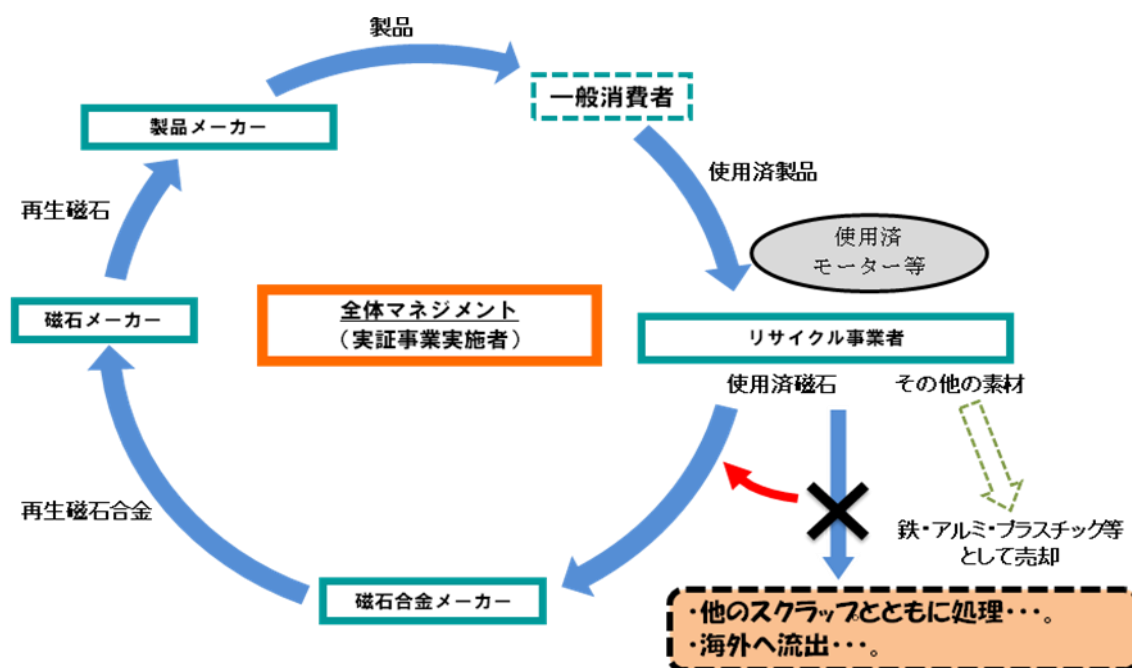 製品
一般消費者
製品メーカー
使用済製品
再生磁石
使用済
モーター等
磁石メーカー
全体マネジメント
（実証事業実施者）
リサイクル事業者
使用済磁石
その他の素材
再生磁石合金
鉄・アルミ・プラスチック等
として売却
磁石合金メーカー
・他のスクラップとともに処理・・・。
・海外へ流出・・・。